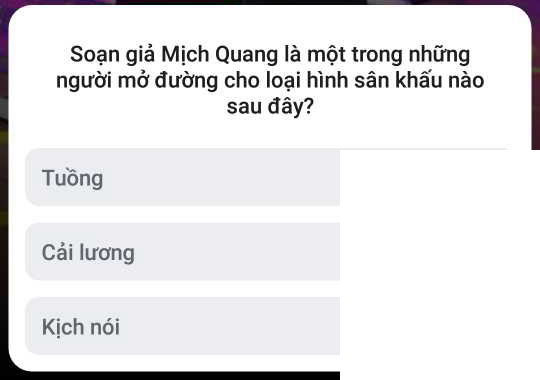 Soạn giả Mịch Quang là một trong những
người mở đường cho loại hình sân khấu nào
sau đây?
Tuồng
Cải lương
Kịch nói